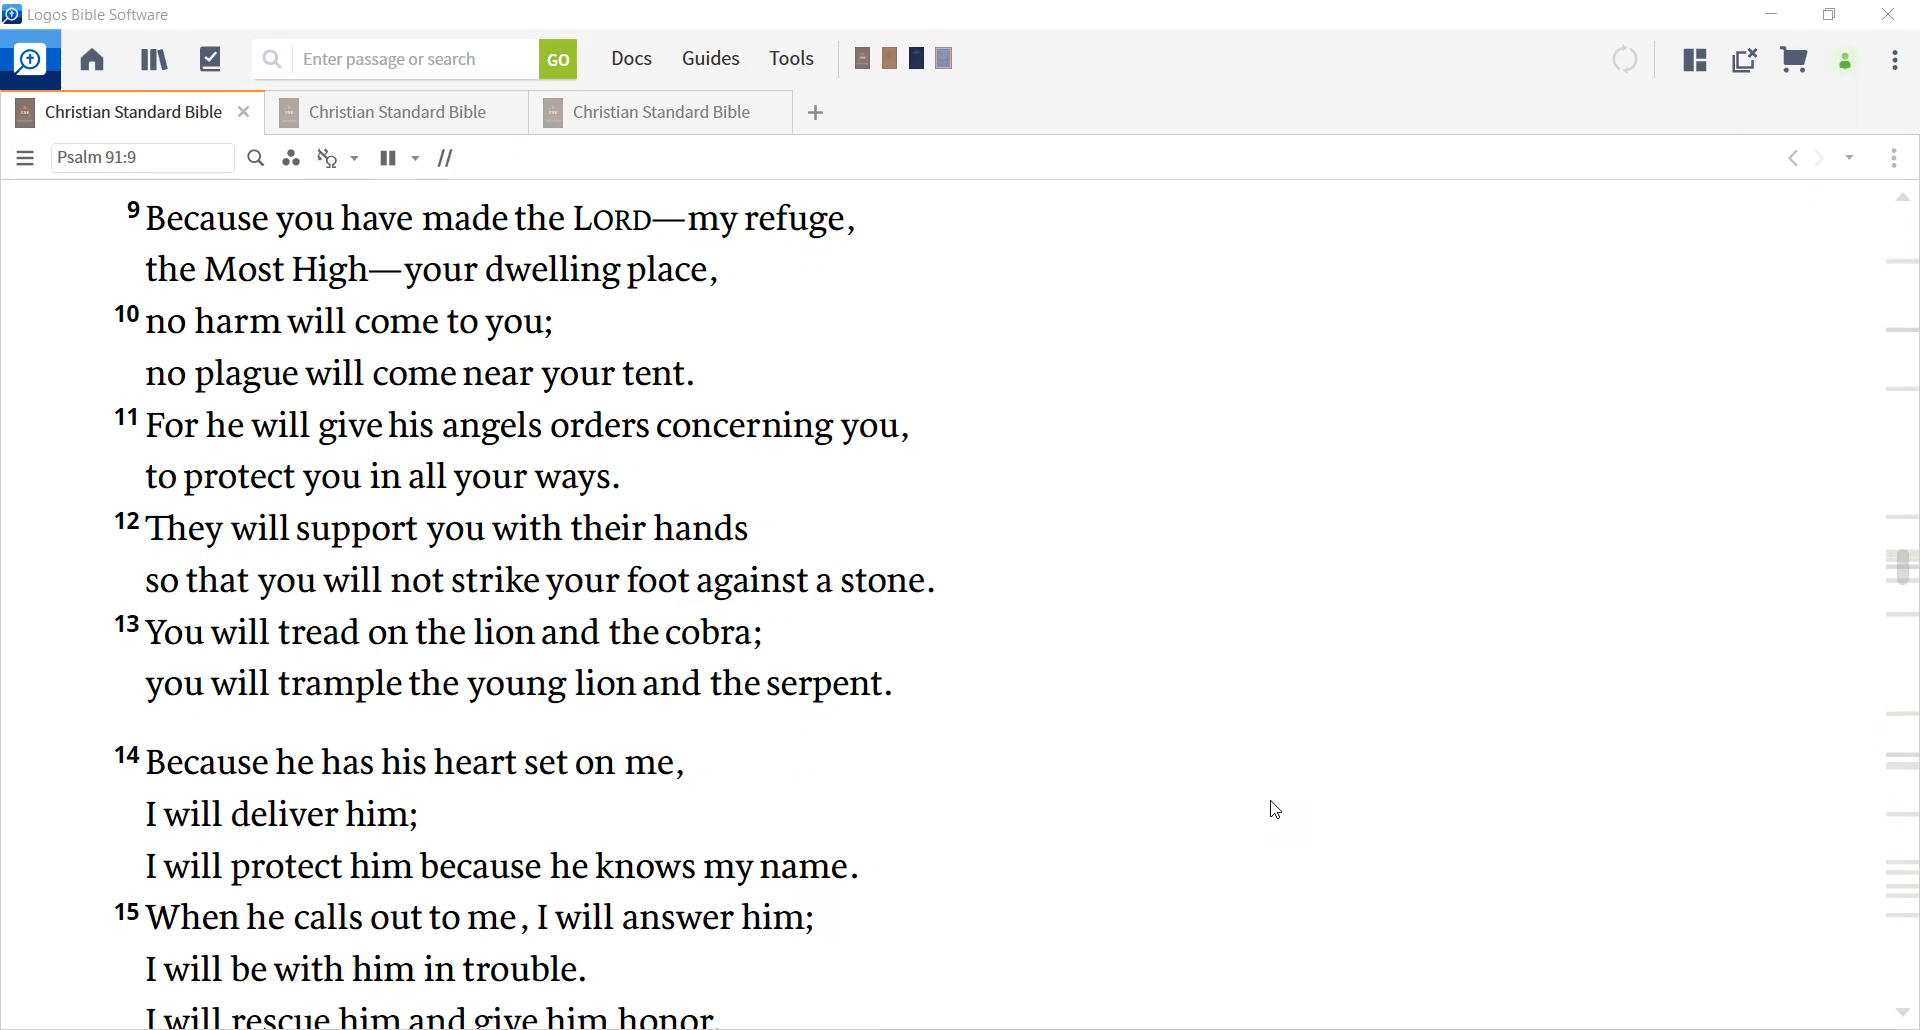 Logos Bible Software
Enter passage or search
GO
Docs
Guides
Tools
Christian Standard Bible
Christian Standard Bible
Christian Standard Bible
Psalm 91:9
9 Because you have made the LORD—my refuge,
the Most High—your dwelling place,
10 no harm will come to you;
no plague will come near your tent.
11 For he will give his angels orders concerning you,
to protect you in all your ways.
12 They will support you with their hands
so that you will not strike your foot against a stone.
13 You will tread on the lion and the cobra;
you will trample the young lion and the serpent.
14 Because he has his heart set on me,
I will deliver him;
I will protect him because he knows my name.
15 When he calls out to me, I will answer him;
I will be with him in trouble.
I will rescue him and give him honor.